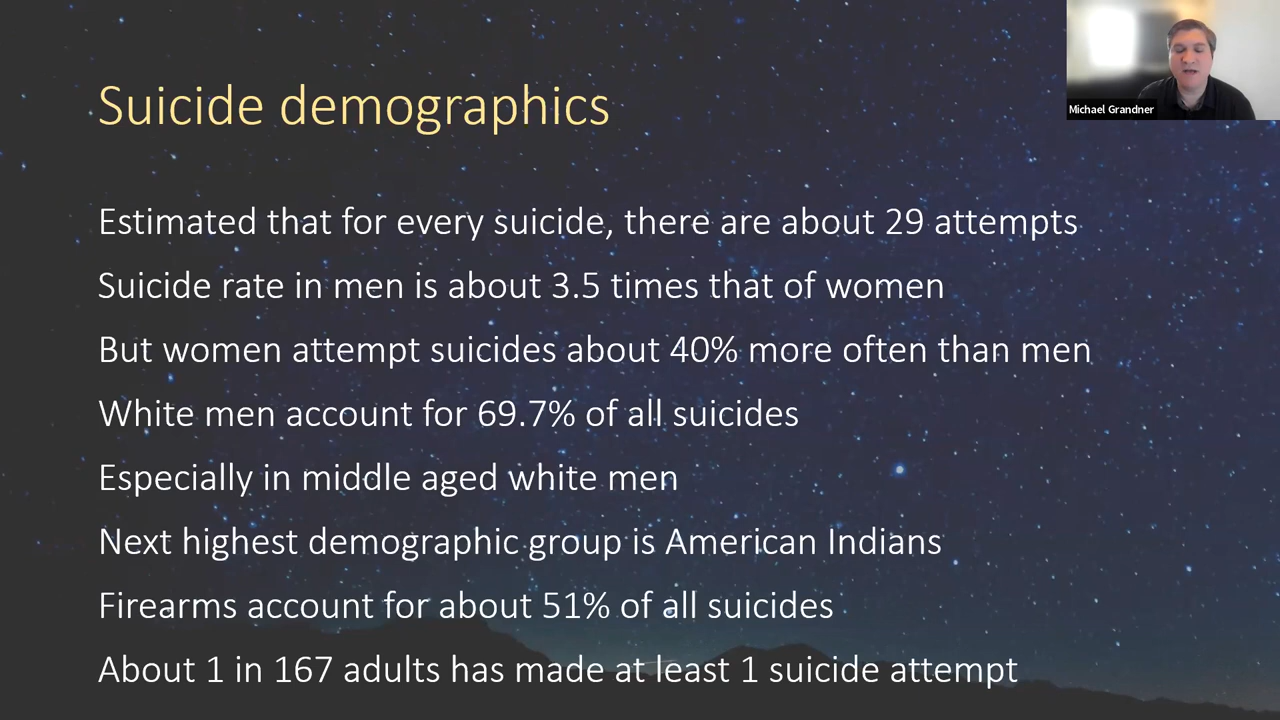 Suicide demographics
Michael Grandner
Estimated that for every suicide, there are about 29 attempts
Suicide rate in men is about 3.5 times that of women
But women attempt suicides about 40% more often than men
White men account for 69.7% of all suicides
Especially in middle aged white men
Next highest demographic group is American Indians
Firearms account for about 51% of all suicides
About 1 in 167 adults has made at least 1 suicide attempt